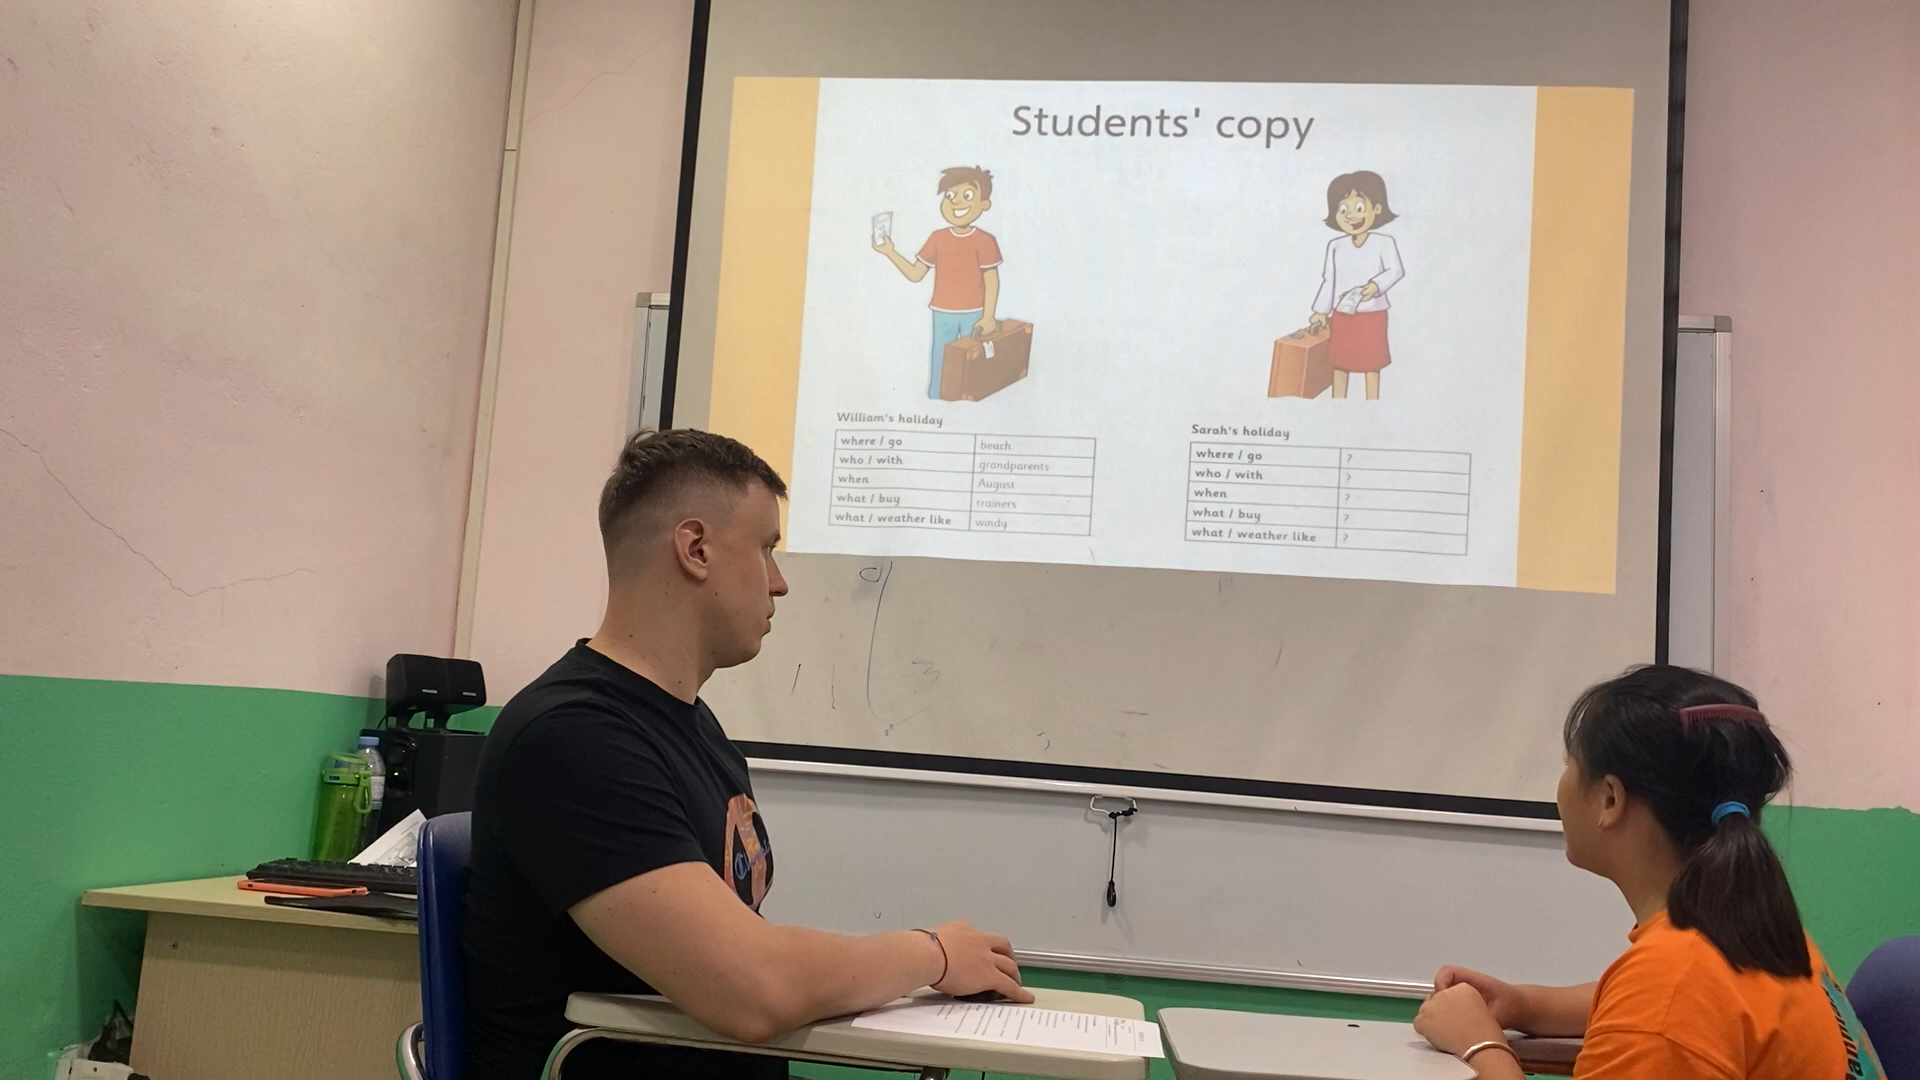 Students' copy
William's holiday
where / go beach
who / with grandparents
when August
what / buy trainers
what / weather like windy
Sarah's holiday
where / go ?
who / with ?
when ?
what / buy ?
what / weather like ?